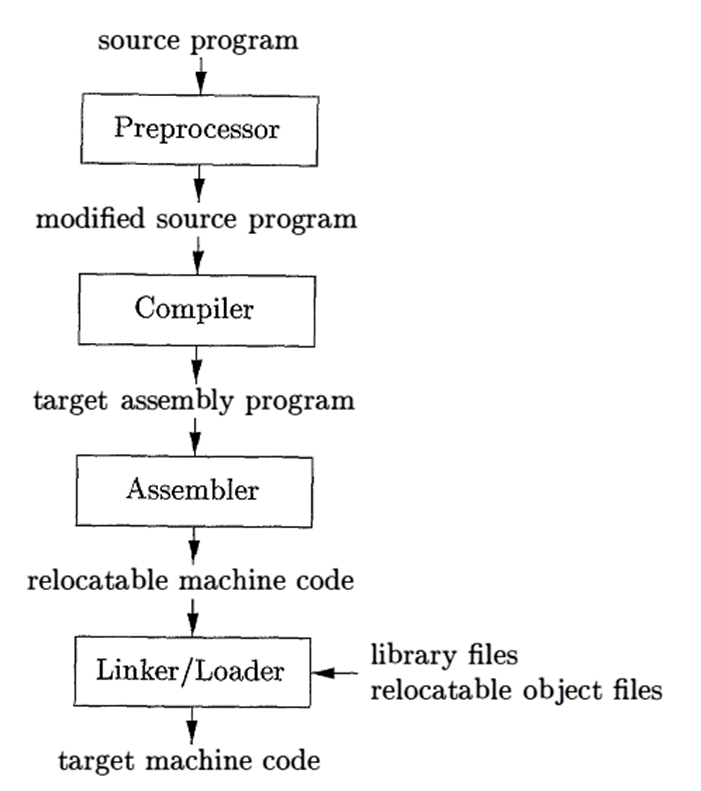 source program
Preprocessor
modified source program
Compiler
target assembly program
Assembler
relocatable machine code
Linker/Loader
library files
relocatable object files
target machine code